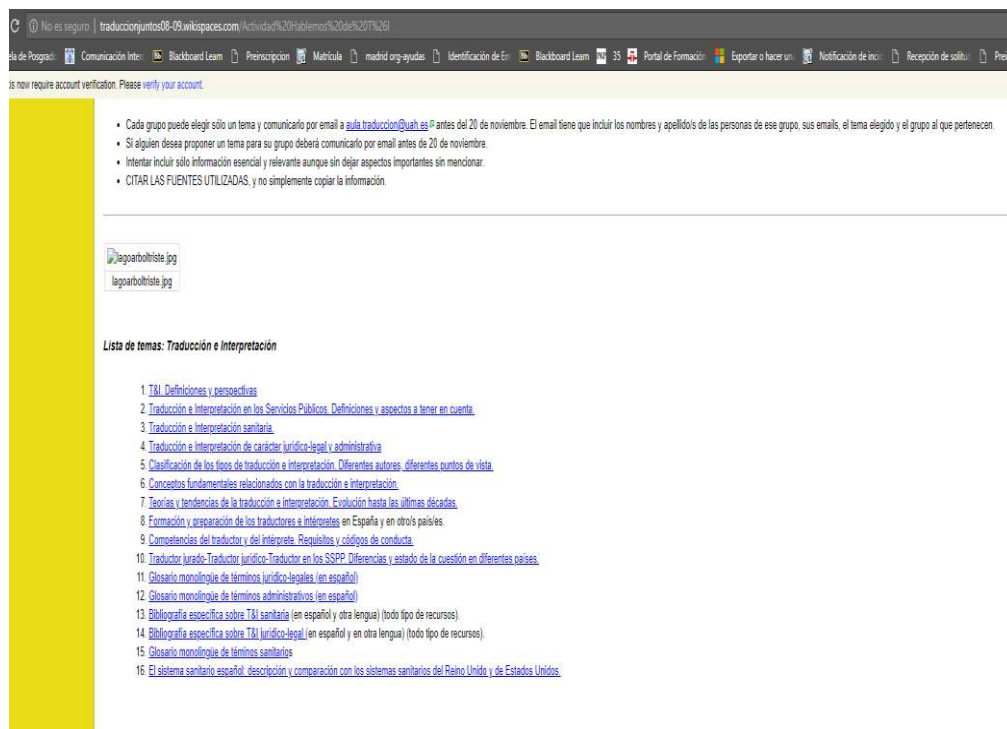 No es seguro | traduccionjuntos08-09.wikispaces.com/Actividad%20Hablemos%20de%20T%26I
ela de Posgrado Comunicación Inter Blackboard Learn Preinscripcion Matrícula madrid org-ayudas Identificación de Em Blackboard Learn 35 Portal de Formación Exportar o hacer un Notificación de inci Recepción de solitu Prei
is now require account verification. Please verify your account.
• Cada grupo puede elegir sólo un tema y comunicarlo por email a aula.traduccion@uah.es antes del 20 de noviembre. El email tiene que incluir los nombres y apellido/s de las personas de ese grupo, sus emails, el tema elegido y el grupo al que pertenecen.
• Si alguien desea proponer un tema para su grupo deberá comunicarlo por email antes de 20 de noviembre.
• Intentar incluir sólo información esencial y relevante aunque sin dejar aspectos importantes sin mencionar.
• CITAR LAS FUENTES UTILIZADAS, y no simplemente copiar la información.
lagoarboltriste.jpg
lagoarboltriste.jpg
Lista de temas: Traducción e Interpretación
1. T&I. Definiciones y perspectivas
2. Traducción e Interpretación en los Servicios Públicos. Definiciones y aspectos a tener en cuenta.
3. Traducción e Interpretación sanitaria.
4. Traducción e Interpretación de carácter jurídico-legal y administrativa
5. Clasificación de los tipos de traducción e interpretación. Diferentes autores, diferentes puntos de vista.
6. Conceptos fundamentales relacionados con la traducción e interpretación.
7. Teorías y tendencias de la traducción e interpretación. Evolución hasta las últimas décadas.
8. Formación y preparación de los traductores e intérpretes en España y en otro/s país/es.
9. Competencias del traductor y del intérprete. Requisitos y códigos de conducta.
10. Traductor jurado-Traductor jurídico-Traductor en los SSPP. Diferencias y estado de la cuestión en diferentes países.
11. Glosario monolingüe de términos jurídico-legales (en español)
12. Glosario monolingüe de términos administrativos (en español)
13. Bibliografía específica sobre T&I sanitaria (en español y otra lengua) (todo tipo de recursos).
14. Bibliografía específica sobre T&I jurídico-legal (en español y en otra lengua) (todo tipo de recursos).
15. Glosario monolingüe de téminos sanitarios
16. El sistema sanitario español: descripción y comparación con los sistemas sanitarios del Reino Unido y de Estados Unidos.